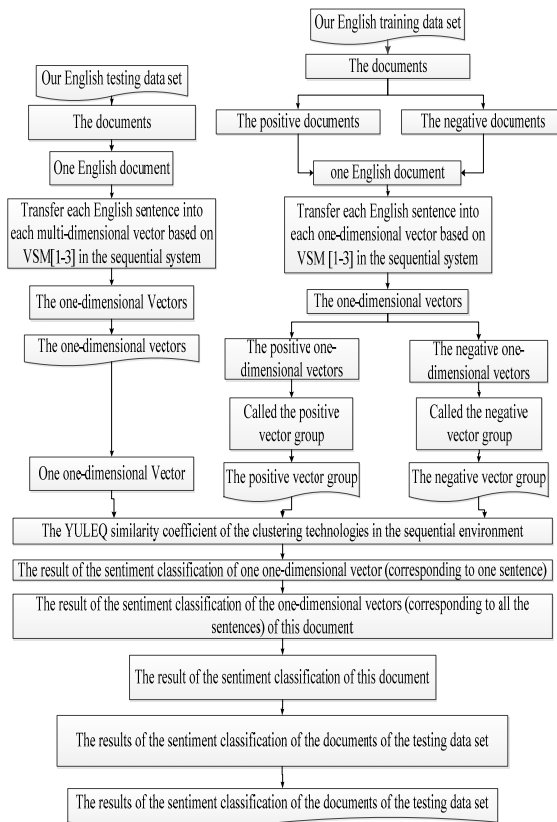 Our English training data set
The documents
The positive documents
The negative documents
one English document
Transfer each English sentence into
each one-dimensional vector based on
VSM [1-3] in the sequential system
The one-dimensional vectors
The positive one-
dimensional vectors
The negative one-
dimensional vectors
Called the positive
vector group
Called the negative
vector group
The positive vector group
The negative vector group
Our English testing data set
The documents
One English document
Transfer each English sentence into
each multi-dimensional vector based on
VSM[1-3] in the sequential system
The one-dimensional Vectors
The one-dimensional vectors
One one-dimensional Vector
The YULEQ similarity coefficient of the clustering technologies in the sequential environment
The result of the sentiment classification of one one-dimensional vector (corresponding to one sentence)
The result of the sentiment classification of the one-dimensional vectors (corresponding to all the
sentences) of this document
The result of the sentiment classification of this document
The results of the sentiment classification of the documents of the testing data set
The results of the sentiment classification of the documents of the testing data set